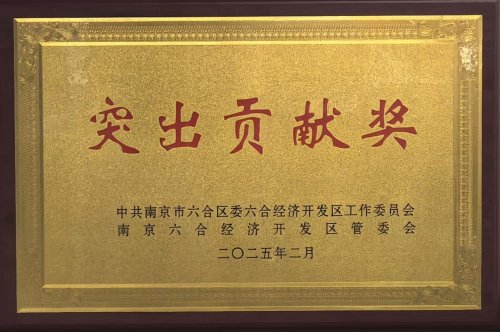 突出贡献奖
中共南京市六合区委六合经济开发区工作委员会
南京六合经济开发区管委会
二〇二五年二月